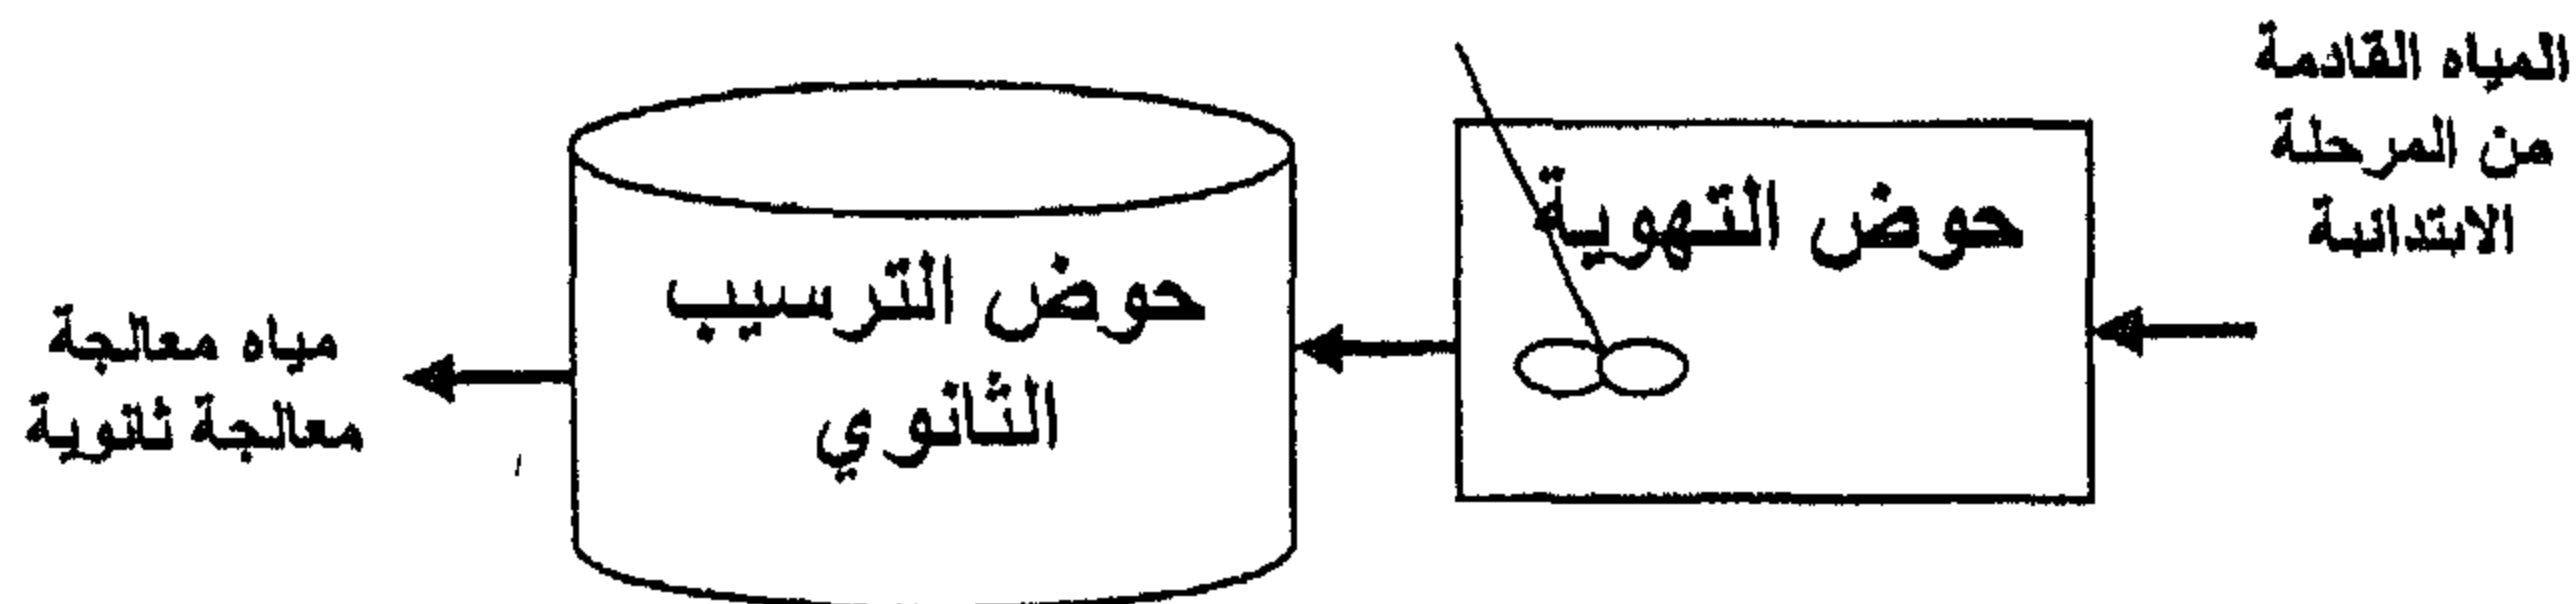 المياه القادمة
من المرحلة
الابتدائية
حوض التهوية
حوض الترسيب
الثانوي
مياه معالجة
معالجة ثانوية